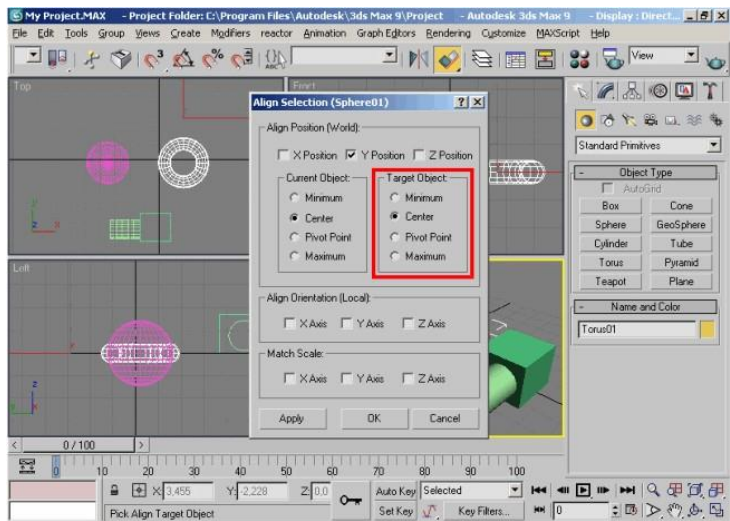 My Project.MAX - Project Folder: C:\Program Files\Autodesk\3ds Max 9\Project - Autodesk 3ds Max 9 - Display : Direct...
File Edit Tools Group Views Create Modifiers reactor Animation Graph Editors Rendering Customize MAXScript Help
View
Top
Front
Align Selection (Sphere01)
Align Position (World):
X Position Y Position Z Position
Current Object: Target Object:
Minimum Minimum
Center Center
Pivot Point Pivot Point
Maximum Maximum
Align Orientation (Local):
X Axis Y Axis Z Axis
Match Scale:
X Axis Y Axis Z Axis
Apply OK Cancel
Left
Standard Primitives
Object Type
AutoGrid
Box Cone
Sphere GeoSphere
Cylinder Tube
Torus Pyramid
Teapot Plane
Name and Color
Torus01
0 / 100
0 10 20 30 40 50 60 70 80 90 100
X: 3,455 Y: -2,228 Z: 0,0
Auto Key Selected
Pick Align Target Object
Set Key Key Filters... 0